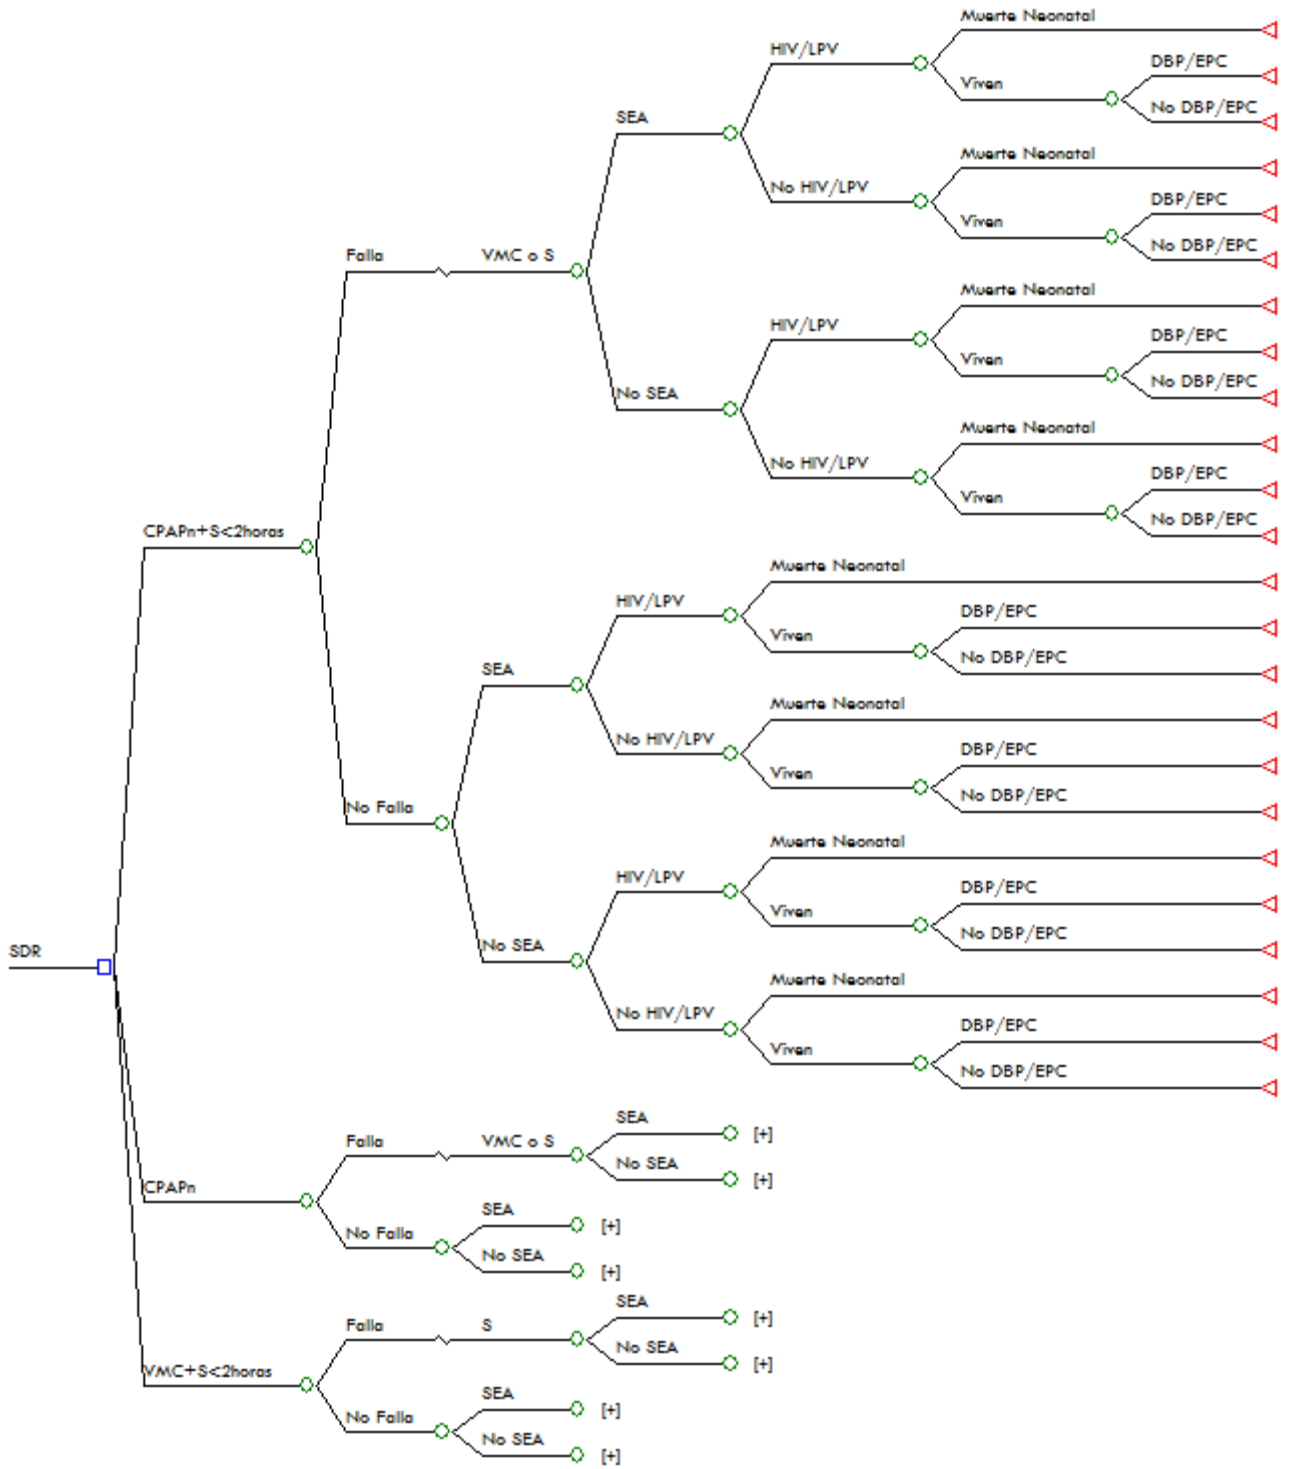 Muerte Neonatal
HIV/LPV
DBP/EPC
Viven
No DBP/EPC
SEA
Muerte Neonatal
No HIV/LPV
DBP/EPC
Viven
No DBP/EPC
Falla
VMC o S
Muerte Neonatal
HIV/LPV
DBP/EPC
Viven
No DBP/EPC
No SEA
Muerte Neonatal
No HIV/LPV
DBP/EPC
Viven
No DBP/EPC
CPAPn+S<2horas
Muerte Neonatal
HIV/LPV
DBP/EPC
Viven
No DBP/EPC
SEA
Muerte Neonatal
No HIV/LPV
DBP/EPC
Viven
No DBP/EPC
No Falla
Muerte Neonatal
HIV/LPV
DBP/EPC
Viven
No DBP/EPC
No SEA
SDR
Muerte Neonatal
No HIV/LPV
DBP/EPC
Viven
No DBP/EPC
SEA [+]
Falla
VMC o S
No SEA [+]
CPAPn
SEA [+]
No Falla
No SEA [+]
SEA [+]
Falla
S
No SEA [+]
VMC+S<2horas
SEA [+]
No Falla
No SEA [+]